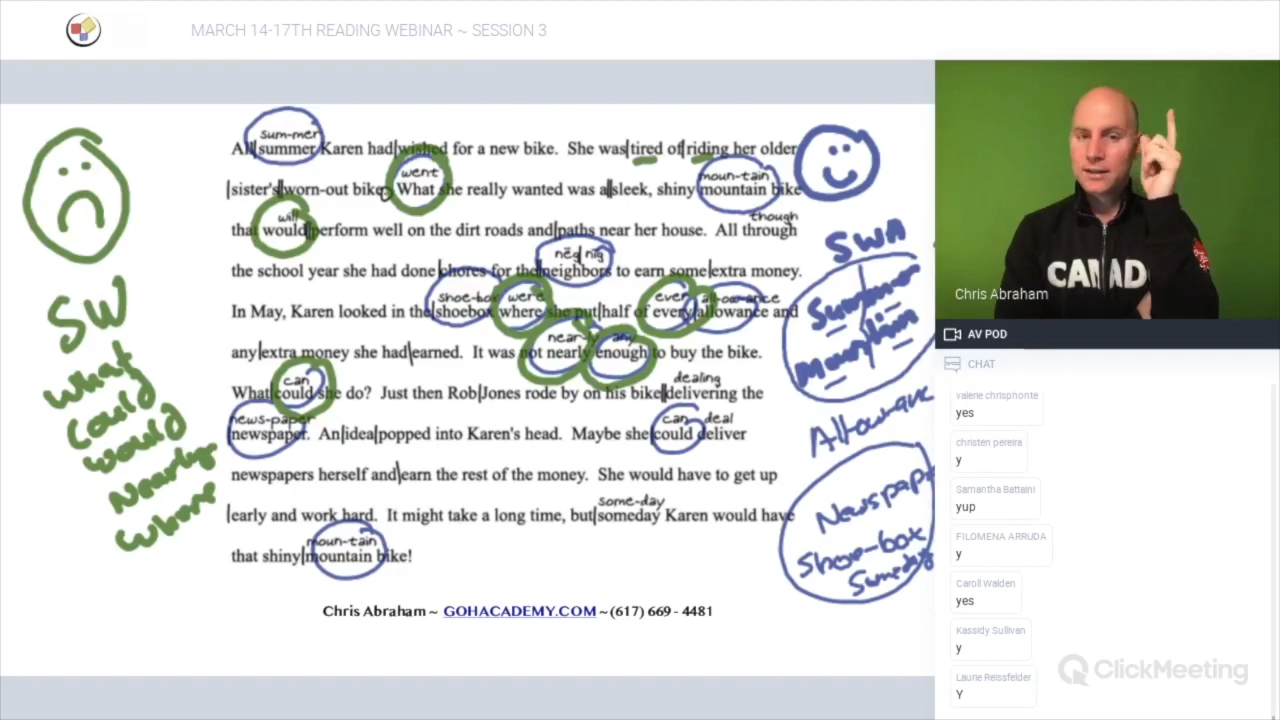 MARCH 14-17TH READING WEBINAR ~ SESSION 3
sum-mer
All summer Karen had wished for a new bike. She was tired of riding her older
went moun-tain
sister's worn-out bike. What she really wanted was a sleek, shiny mountain bike
will though
that would perform well on the dirt roads and paths near her house. All through
nĕg nig
the school year she had done chores for the neighbors to earn some extra money.
shoe-box were ever al-ow-ance
In May, Karen looked in the shoebox where she put half of every allowance and
near-ly any
any extra money she had earned. It was not nearly enough to buy the bike.
can dealing
What could she do? Just then Rob Jones rode by on his bike delivering the
news-paper can deal
newspaper. An idea popped into Karen's head. Maybe she could deliver
newspapers herself and earn the rest of the money. She would have to get up
some-day
early and work hard. It might take a long time, but someday Karen would have
moun-tain
that shiny mountain bike!
Chris Abraham ~ GOHACADEMY.COM ~ (617) 669 - 4481
SW
what
could
would
Nearly
where
SWA
Summer
Mountain
Allowance
Newspaper
Shoe-box
Someday
CANAD
Chris Abraham
AV POD
CHAT
valerie chrisphonte
yes
christen pereira
y
Samantha Battaini
yup
FILOMENA ARRUDA
y
Caroll Walden
yes
Kassidy Sullivan
y
Laurie Reissfelder
Y
ClickMeeting